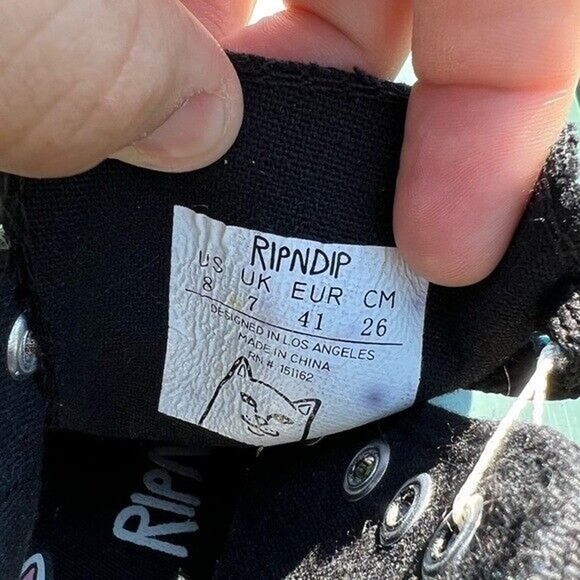 RIPNDIP
US UK EUR CM
8 7 41 26
DESIGNED IN LOS ANGELES
MADE IN CHINA
RN# 151162
RIPN